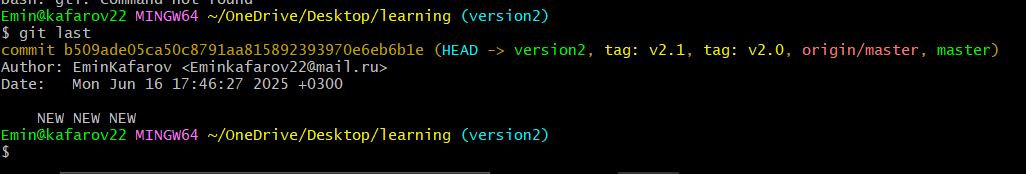 bash: gtl: command not found
Emin@kafarov22 MINGW64 ~/OneDrive/Desktop/learning (version2)
$ git last
commit b509ade05ca50c8791aa815892393970e6eb6b1e (HEAD -> version2, tag: v2.1, tag: v2.0, origin/master, master)
Author: EminKafarov <Eminkafarov22@mail.ru>
Date:   Mon Jun 16 17:46:27 2025 +0300

    NEW NEW NEW
Emin@kafarov22 MINGW64 ~/OneDrive/Desktop/learning (version2)
$